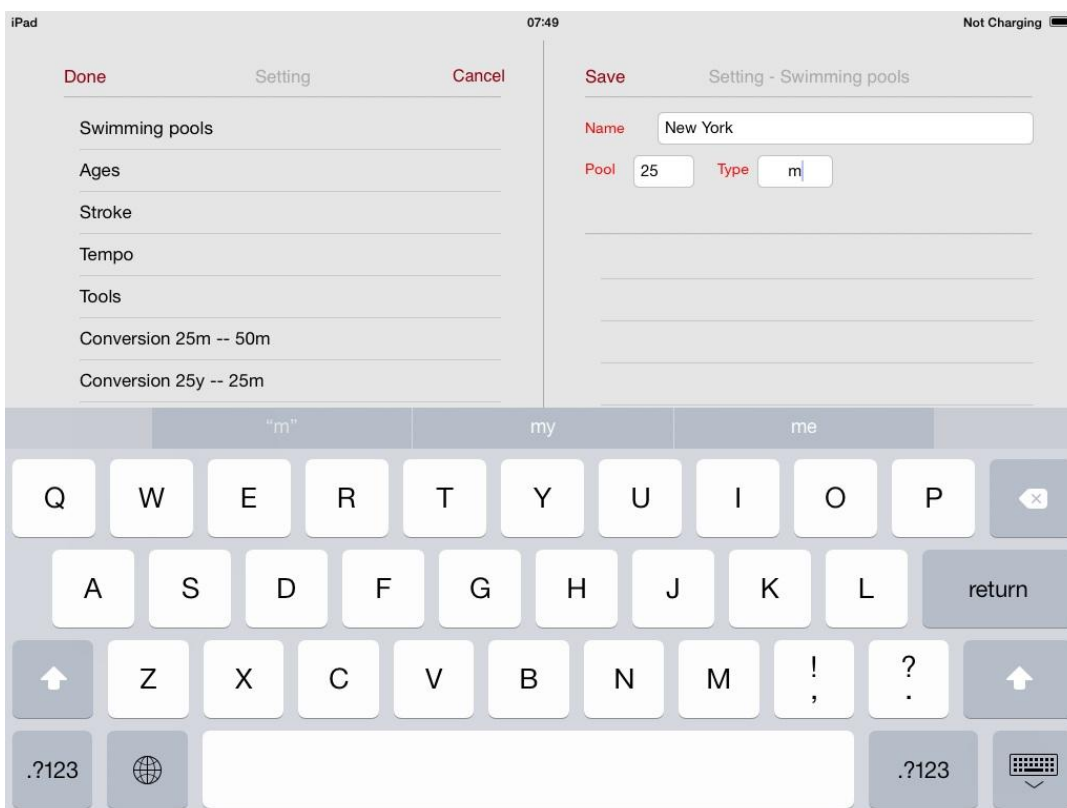 iPad 07:49 Not Charging
Done Setting Cancel
Swimming pools
Ages
Stroke
Tempo
Tools
Conversion 25m -- 50m
Conversion 25y -- 25m
Save Setting - Swimming pools
Name New York
Pool 25 Type m
“m” my me
Q W E R T Y U I O P
A S D F G H J K L return
Z X C V B N M ! , ? .
.?123 .?123